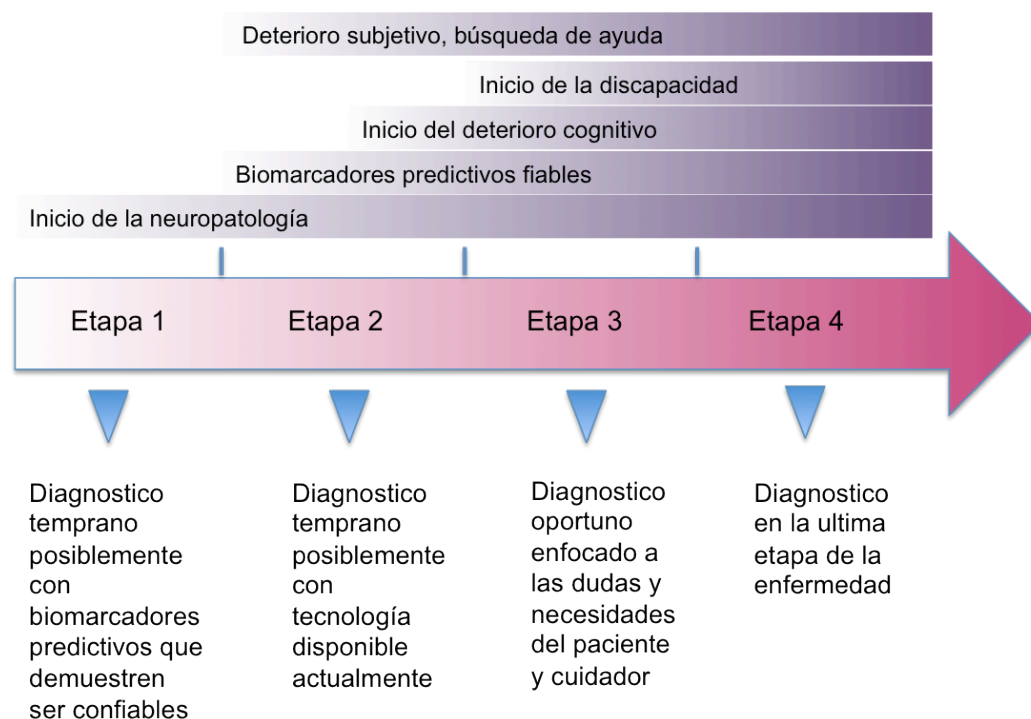 Deterioro subjetivo, búsqueda de ayuda
Inicio de la discapacidad
Inicio del deterioro cognitivo
Biomarcadores predictivos fiables
Inicio de la neuropatología
Etapa 1
Etapa 2
Etapa 3
Etapa 4
Diagnostico
temprano
posiblemente
con
biomarcadores
predictivos que
demuestren
ser confiables
Diagnostico
temprano
posiblemente
con
tecnología
disponible
actualmente
Diagnostico
oportuno
enfocado a
las dudas y
necesidades
del paciente
y cuidador
Diagnostico
en la ultima
etapa de la
enfermedad